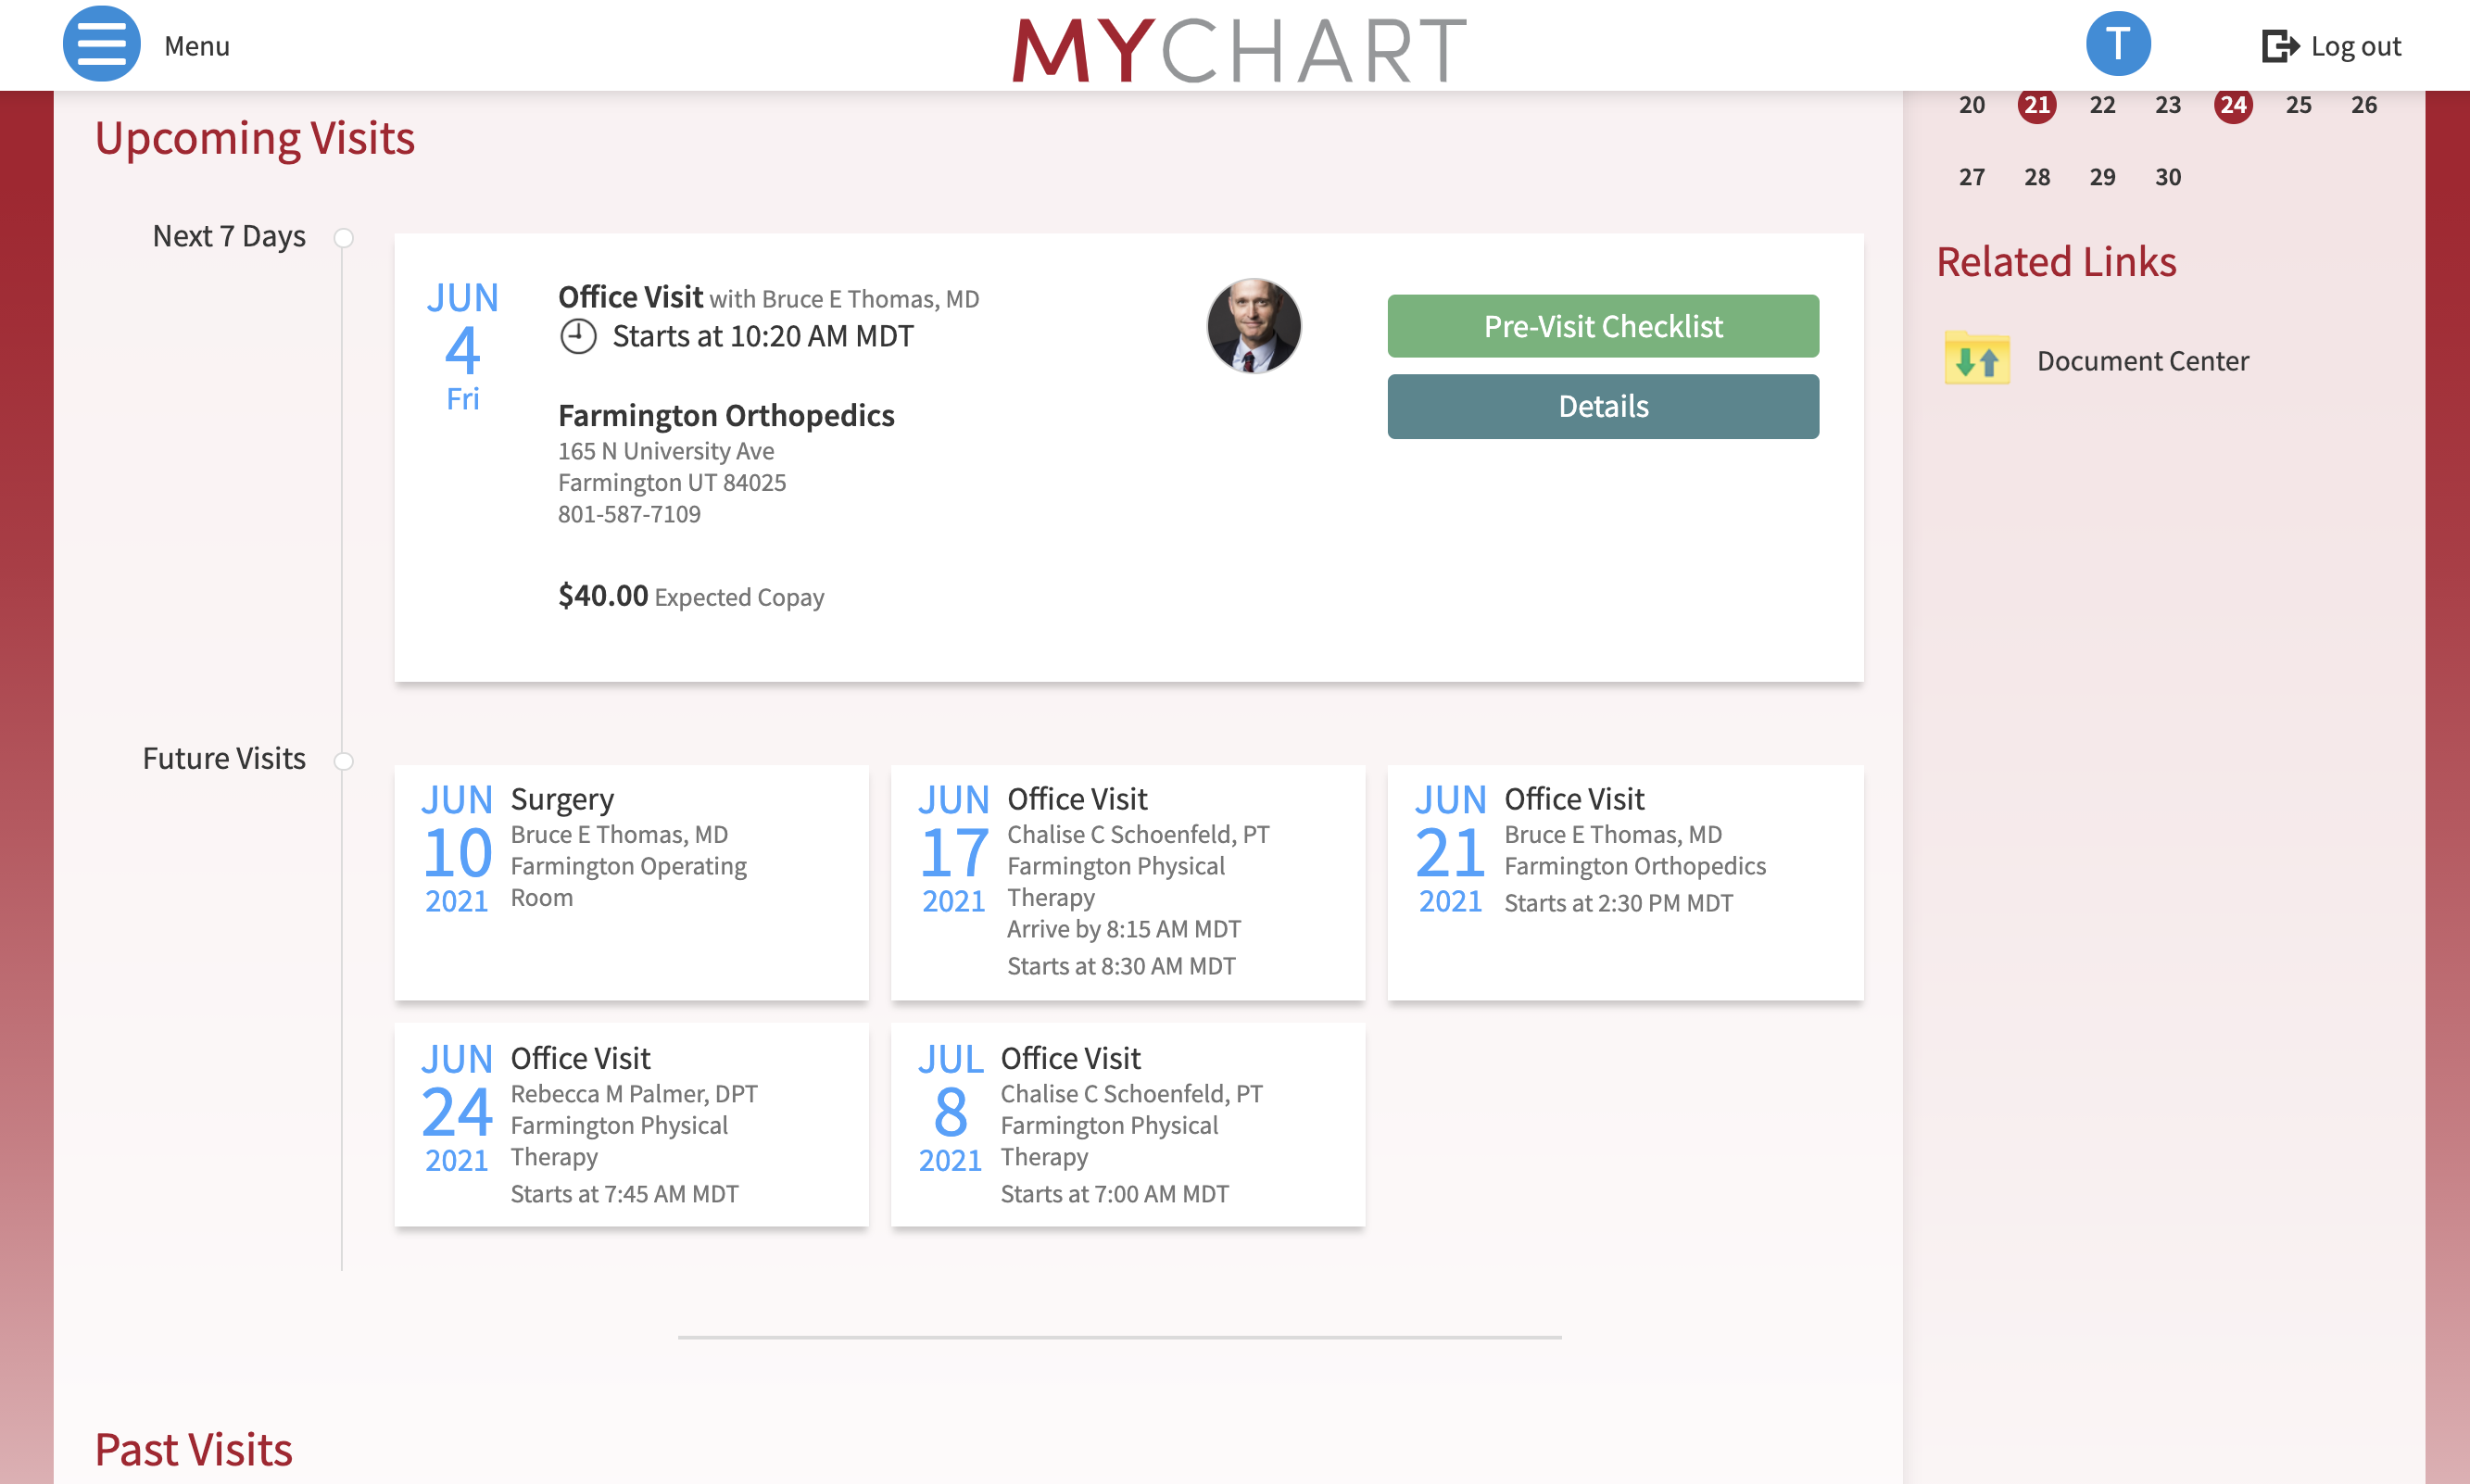 Menu
MYCHART
T
Log out
Upcoming Visits
20 21 22 23 24 25 26
27 28 29 30
Related Links
Document Center
Next 7 Days
JUN
4
Fri
Office Visit with Bruce E Thomas, MD
Starts at 10:20 AM MDT
Farmington Orthopedics
165 N University Ave
Farmington UT 84025
801-587-7109
$40.00 Expected Copay
Pre-Visit Checklist
Details
Future Visits
JUN
10
2021
Surgery
Bruce E Thomas, MD
Farmington Operating
Room
JUN
17
2021
Office Visit
Chalise C Schoenfeld, PT
Farmington Physical
Therapy
Arrive by 8:15 AM MDT
Starts at 8:30 AM MDT
JUN
21
2021
Office Visit
Bruce E Thomas, MD
Farmington Orthopedics
Starts at 2:30 PM MDT
JUN
24
2021
Office Visit
Rebecca M Palmer, DPT
Farmington Physical
Therapy
Starts at 7:45 AM MDT
JUL
8
2021
Office Visit
Chalise C Schoenfeld, PT
Farmington Physical
Therapy
Starts at 7:00 AM MDT
Past Visits